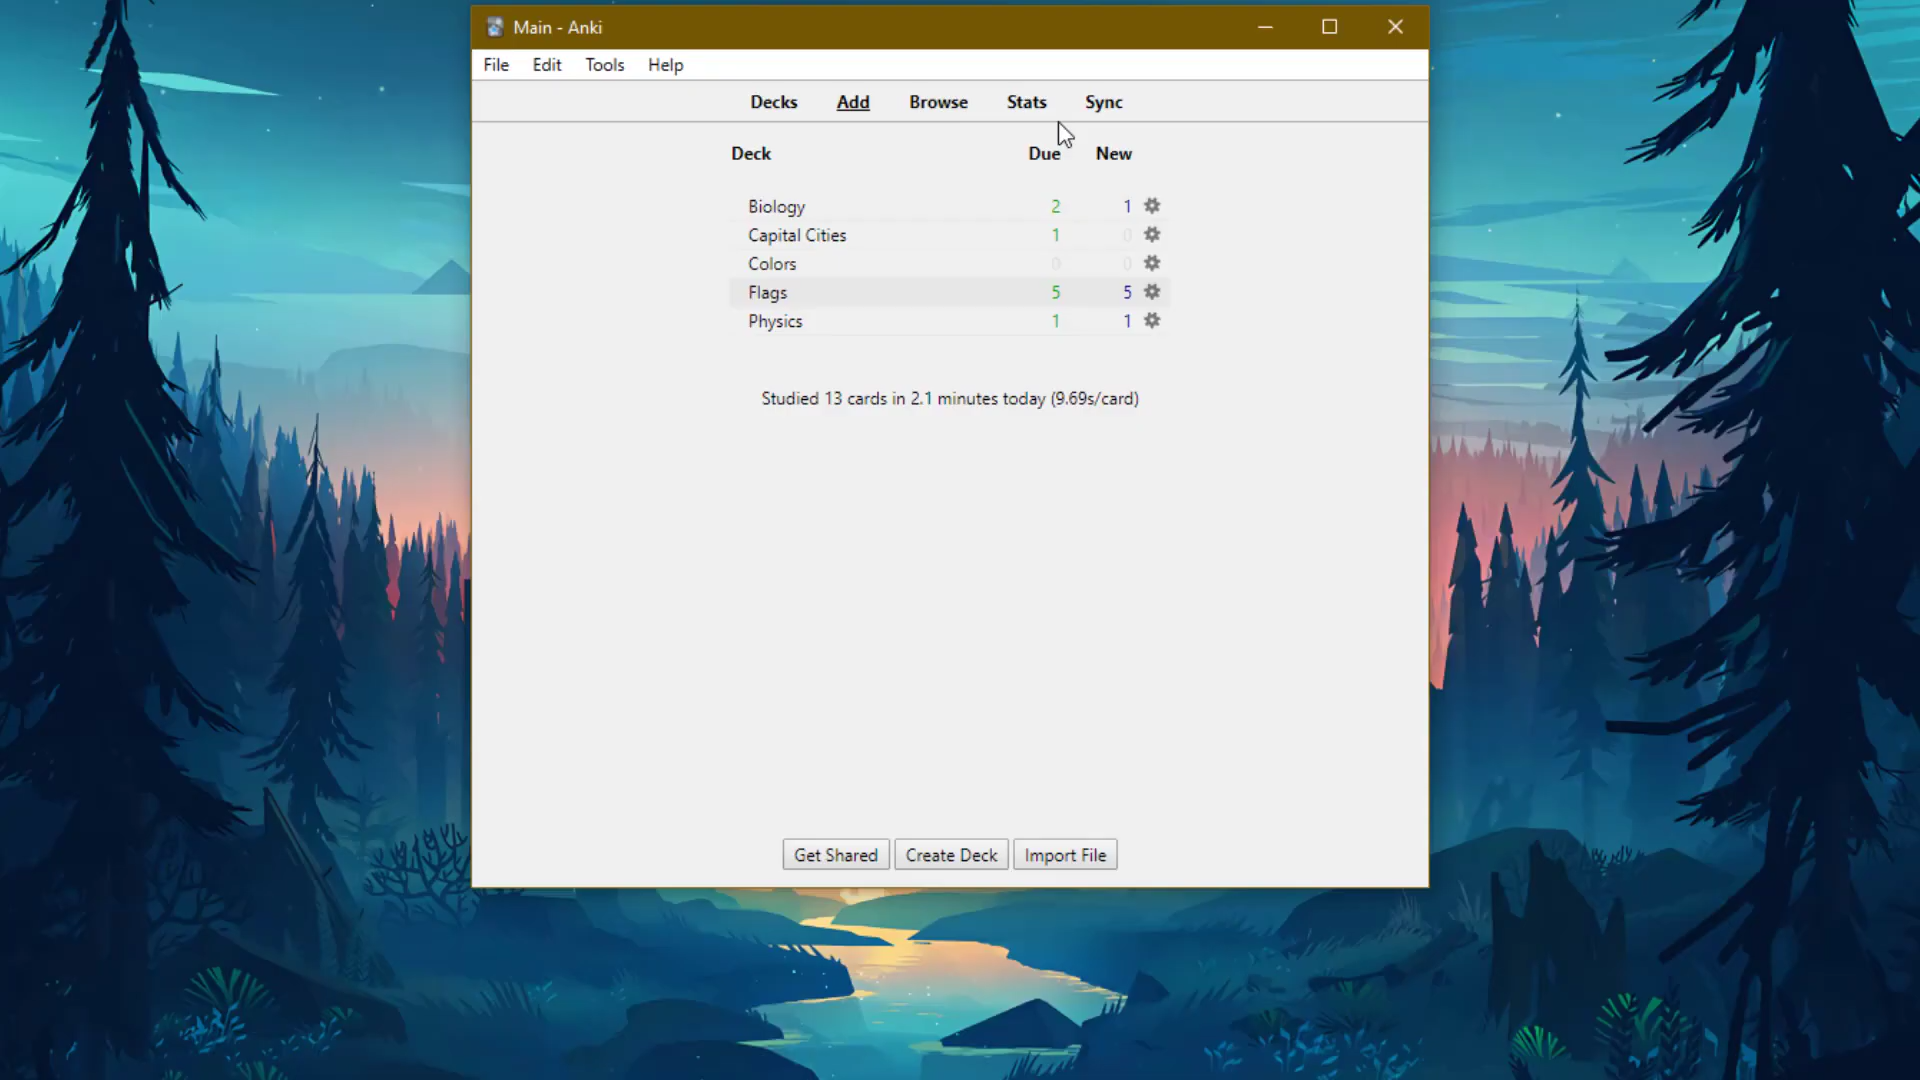 Main - Anki
File Edit Tools Help
Decks Add Browse Stats Sync
Deck Due New
Biology 2 1
Capital Cities 1 0
Colors 0 0
Flags 5 5
Physics 1 1
Studied 13 cards in 2.1 minutes today (9.69s/card)
Get Shared Create Deck Import File